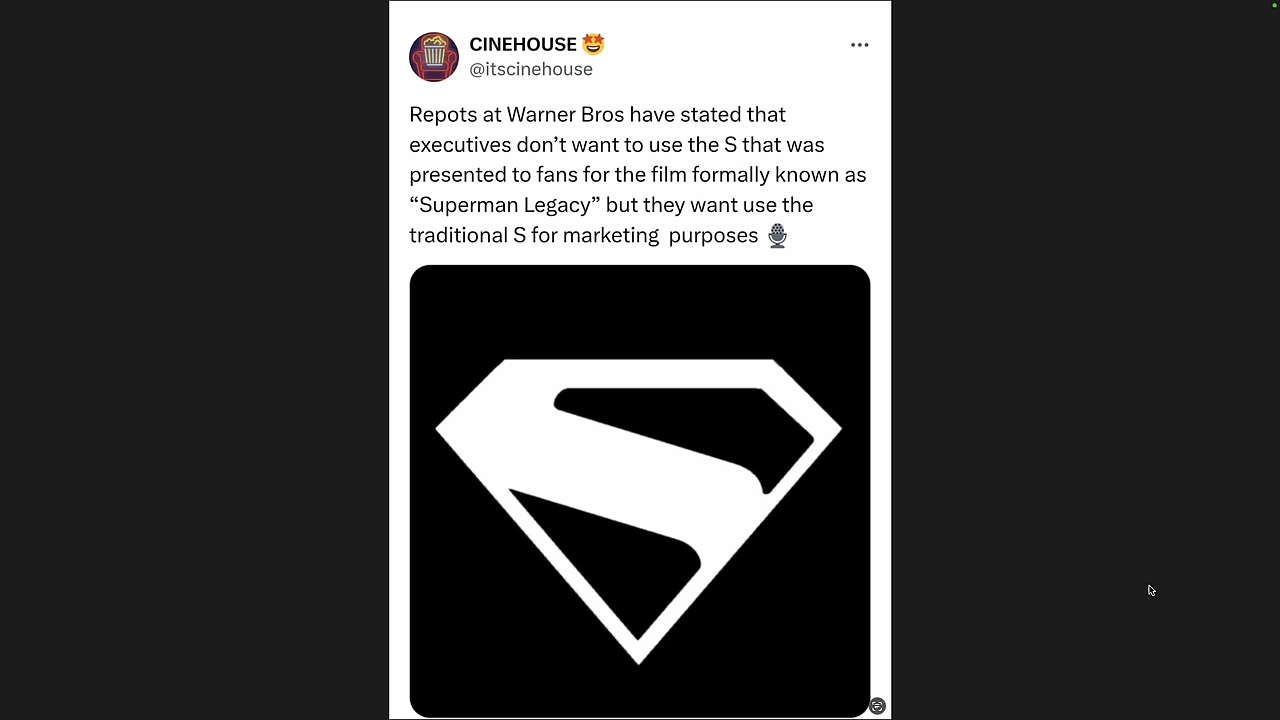 CINEHOUSE 🤩
@itscinehouse
Repots at Warner Bros have stated that
executives don’t want to use the S that was
presented to fans for the film formally known as
“Superman Legacy” but they want use the
traditional S for marketing  purposes 🎙